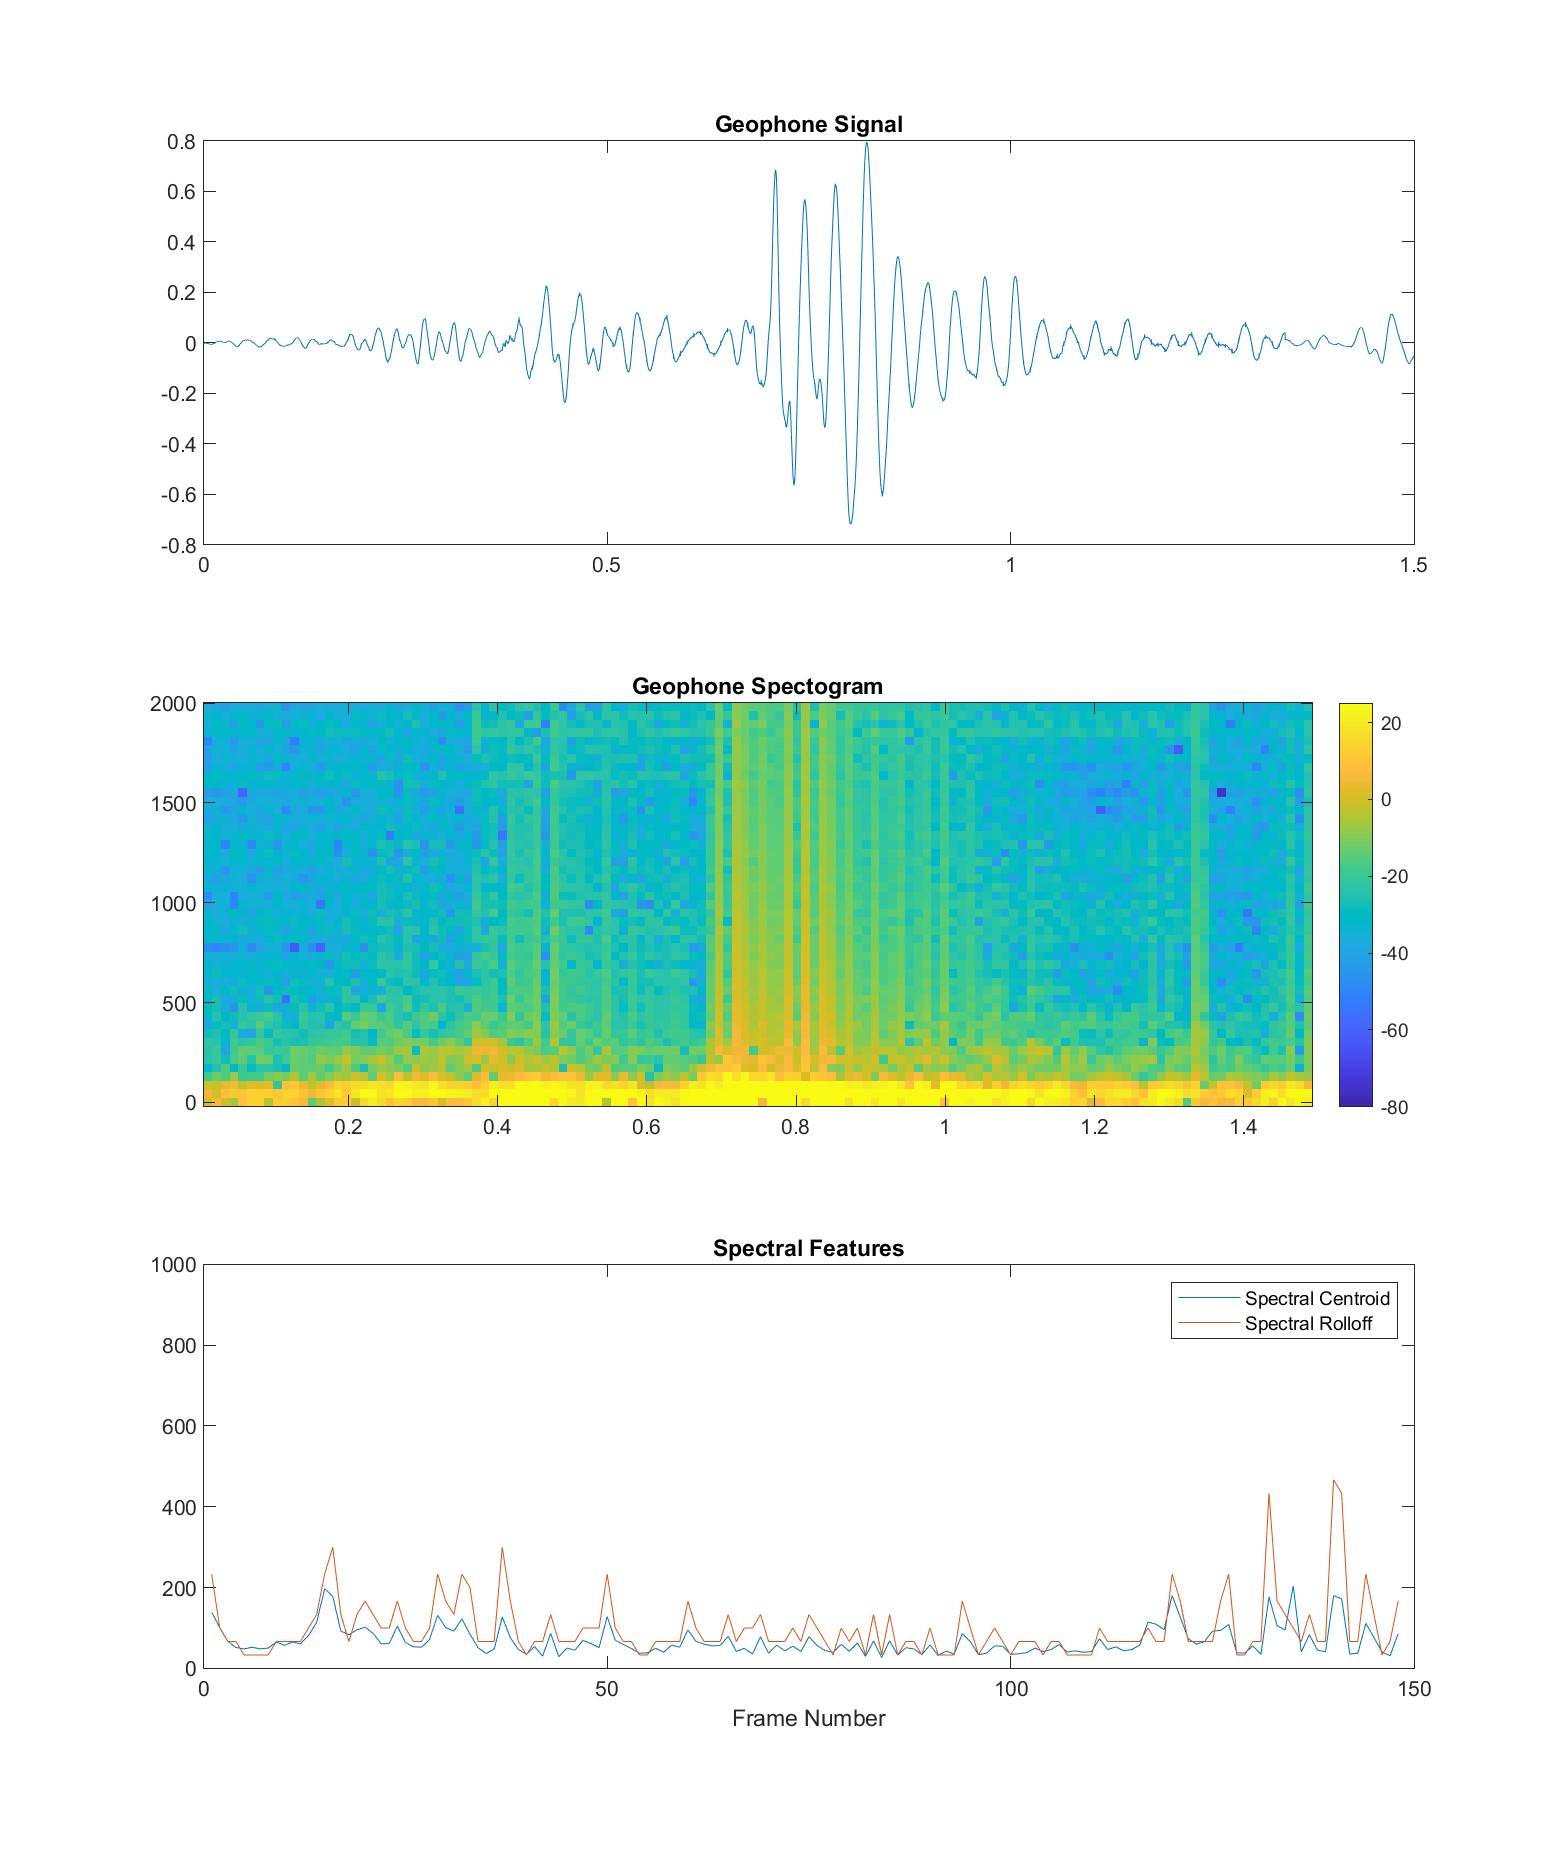 Geophone Signal
0.8
0.6
0.4
0.2
0
-0.2
-0.4
-0.6
-0.8
0 0.5 1 1.5
Geophone Spectogram
2000
1500
1000
500
0
0.2 0.4 0.6 0.8 1 1.2 1.4
20
0
-20
-40
-60
-80
Spectral Features
1000
800
600
400
200
0
Spectral Centroid
Spectral Rolloff
0 50 100 150
Frame Number